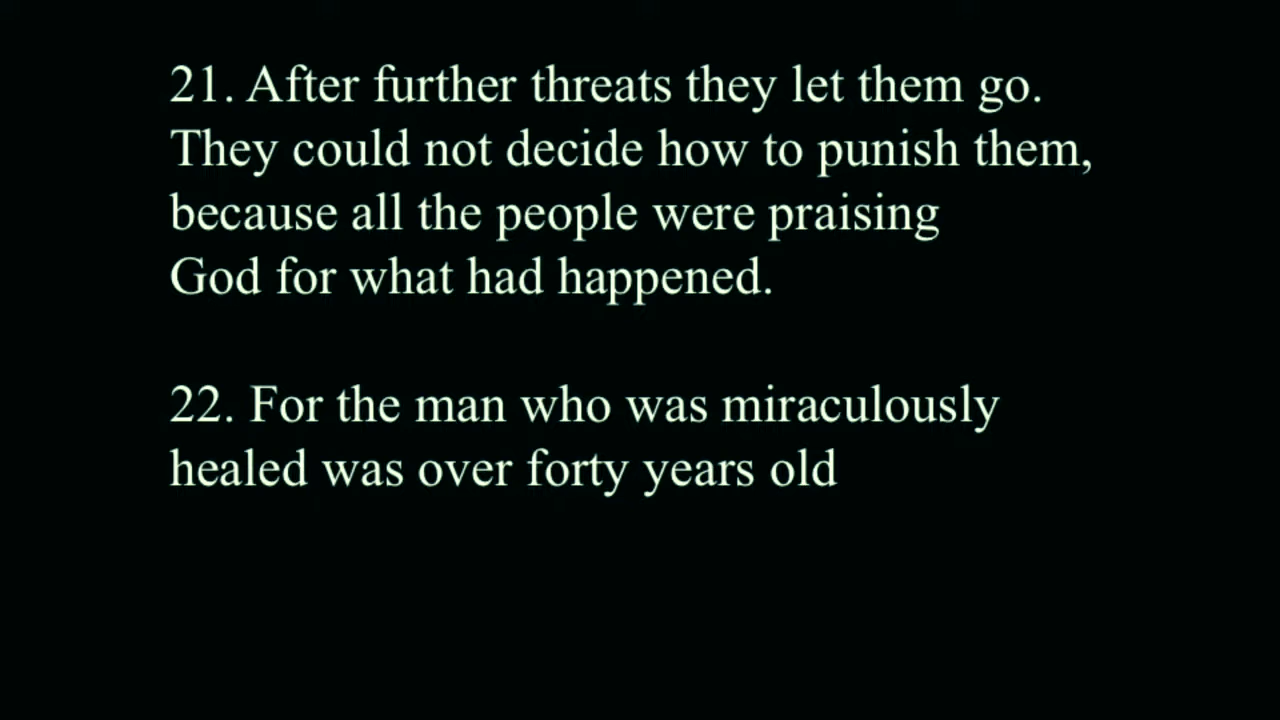 21. After further threats they let them go.
They could not decide how to punish them,
because all the people were praising
God for what had happened.
22. For the man who was miraculously
healed was over forty years old